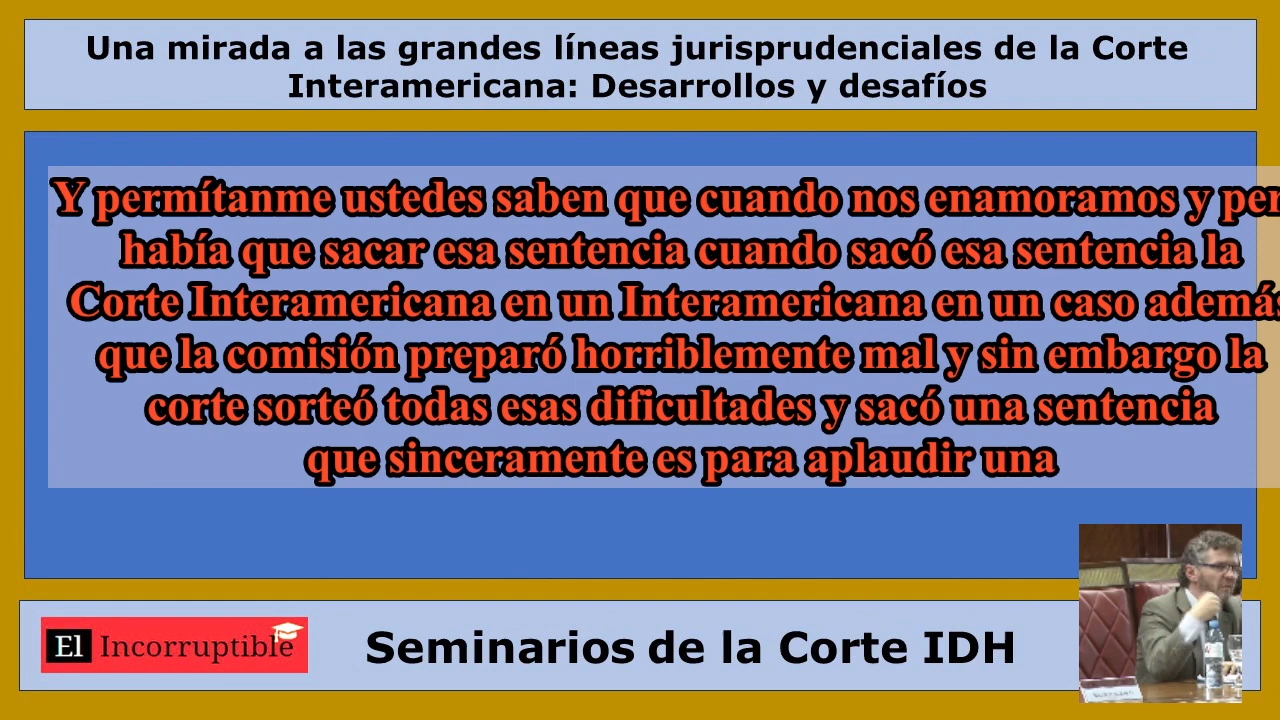 Una mirada a las grandes líneas jurisprudenciales de la Corte
Interamericana: Desarrollos y desafíos
Y permítanme ustedes saben que cuando nos enamoramos y per
había que sacar esa sentencia cuando sacó esa sentencia la
Corte Interamericana en un Interamericana en un caso además
que la comisión preparó horriblemente mal y sin embargo la
corte sorteó todas esas dificultades y sacó una sentencia
que sinceramente es para aplaudir una
El Incorruptible
Seminarios de la Corte IDH